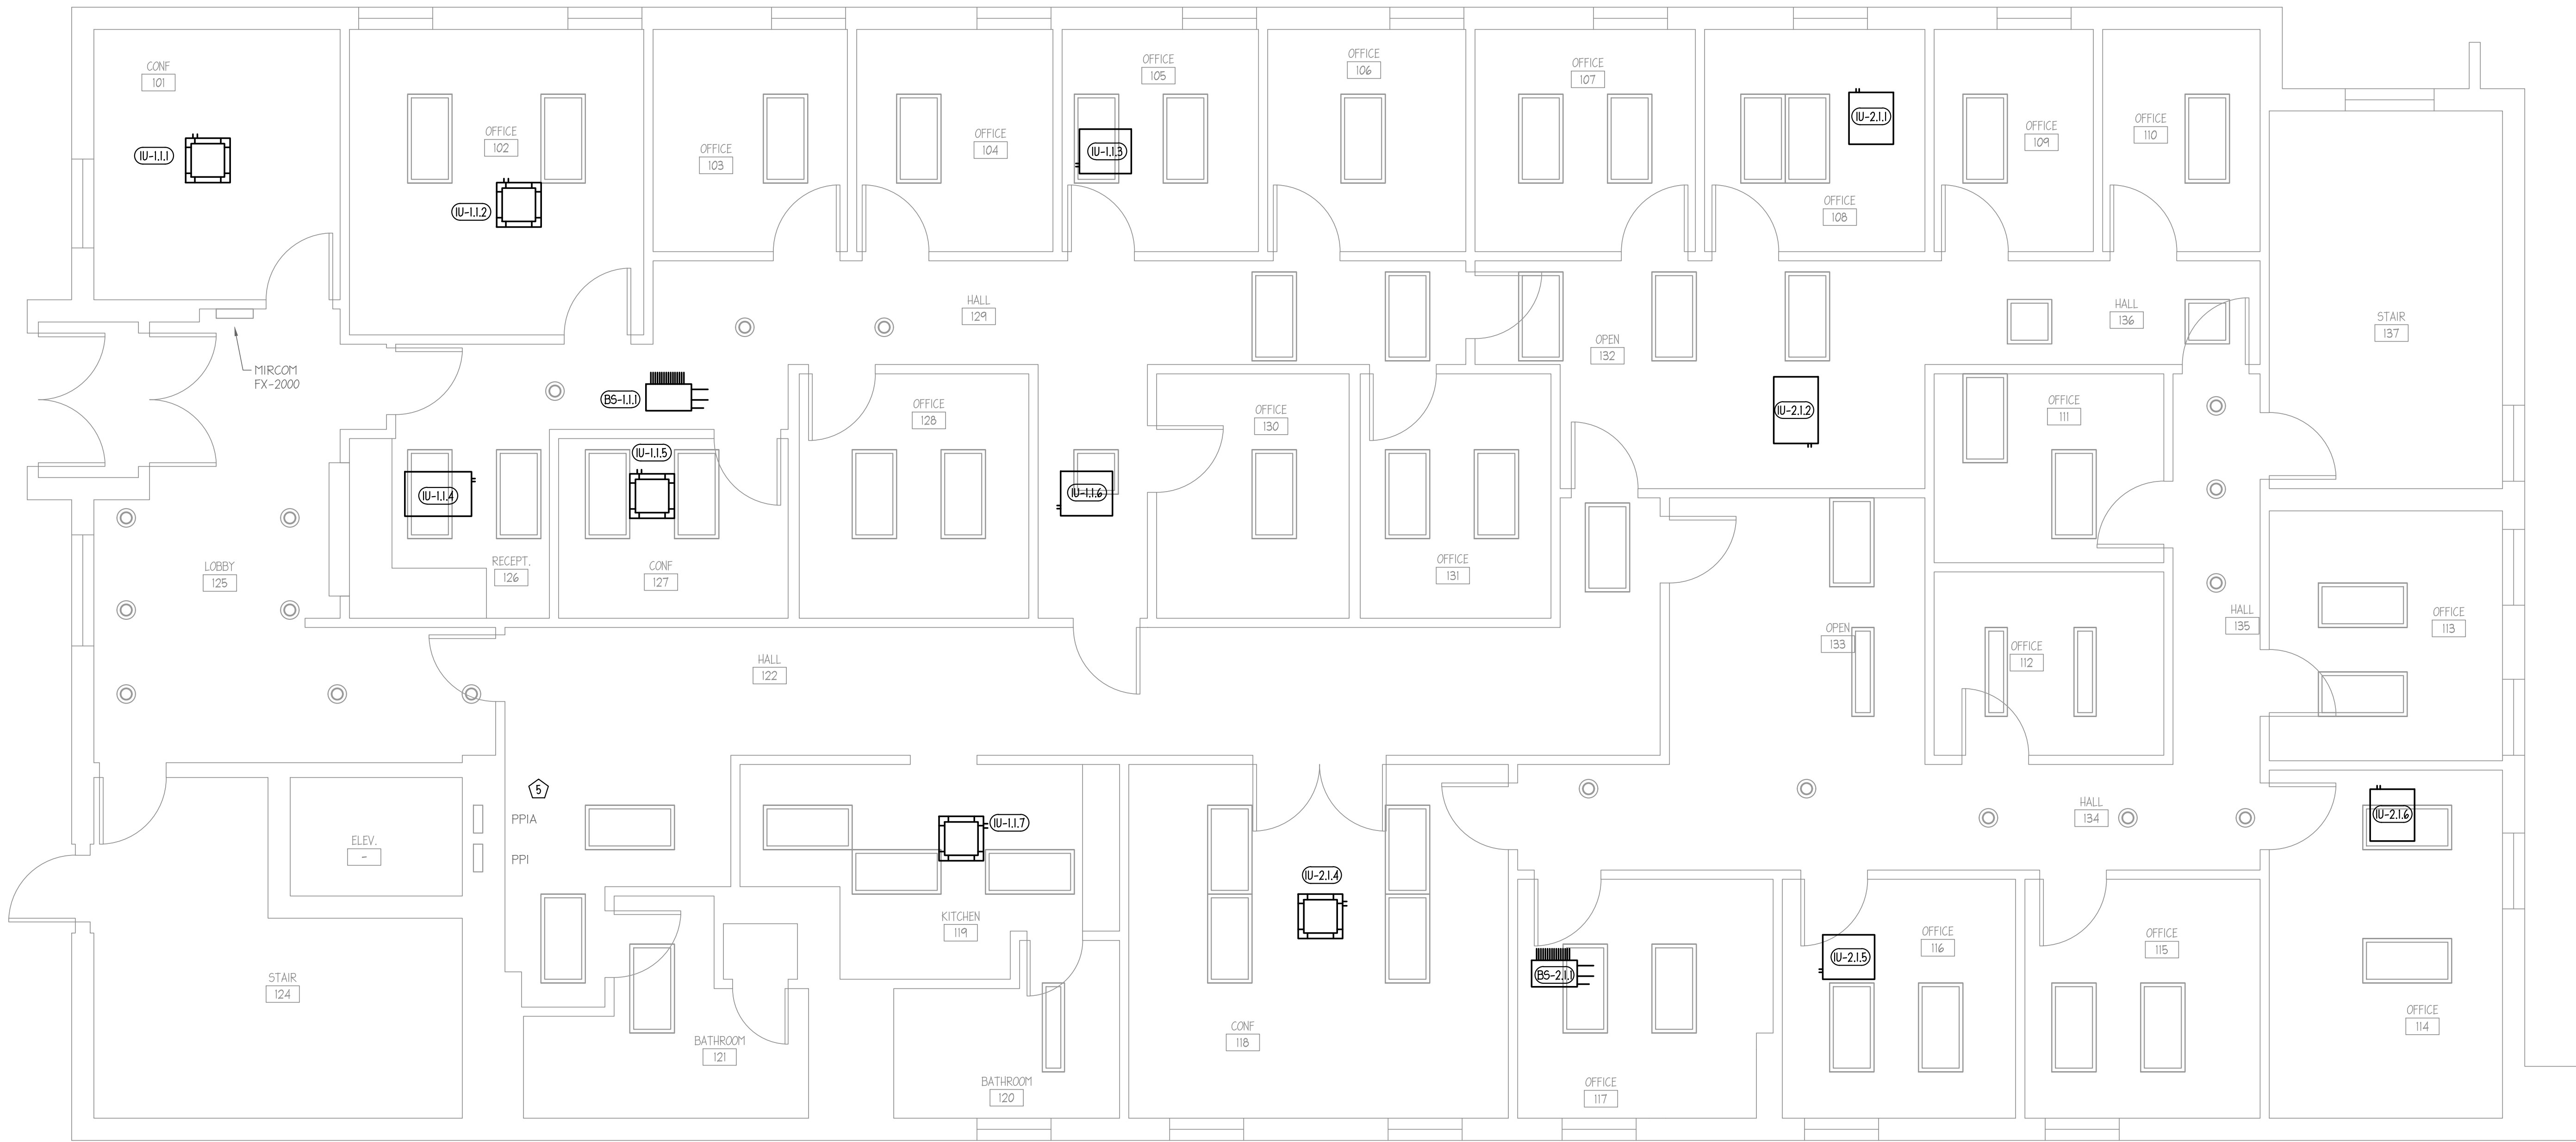 CONF
101
IU-1.1.1
OFFICE
102
IU-1.1.2
OFFICE
103
OFFICE
104
OFFICE
105
IU-1.1.3
OFFICE
106
OFFICE
107
IU-2.1.1
OFFICE
108
OFFICE
109
OFFICE
110
MIRCOM
FX-2000
HALL
129
OPEN
132
HALL
136
STAIR
137
BS-1.1.1
OFFICE
128
OFFICE
130
IU-2.1.2
OFFICE
111
IU-1.1.4
IU-1.1.5
IU-1.1.6
LOBBY
125
RECEPT.
126
CONF
127
OFFICE
131
OPEN
133
OFFICE
112
HALL
135
OFFICE
113
HALL
122
5
PPIA
PPI
ELEV.
-
IU-1.1.7
KITCHEN
119
IU-2.1.4
HALL
134
IU-2.1.6
STAIR
124
BATHROOM
121
BATHROOM
120
CONF
118
BS-2.1.1
OFFICE
117
IU-2.1.5
OFFICE
116
OFFICE
115
OFFICE
114